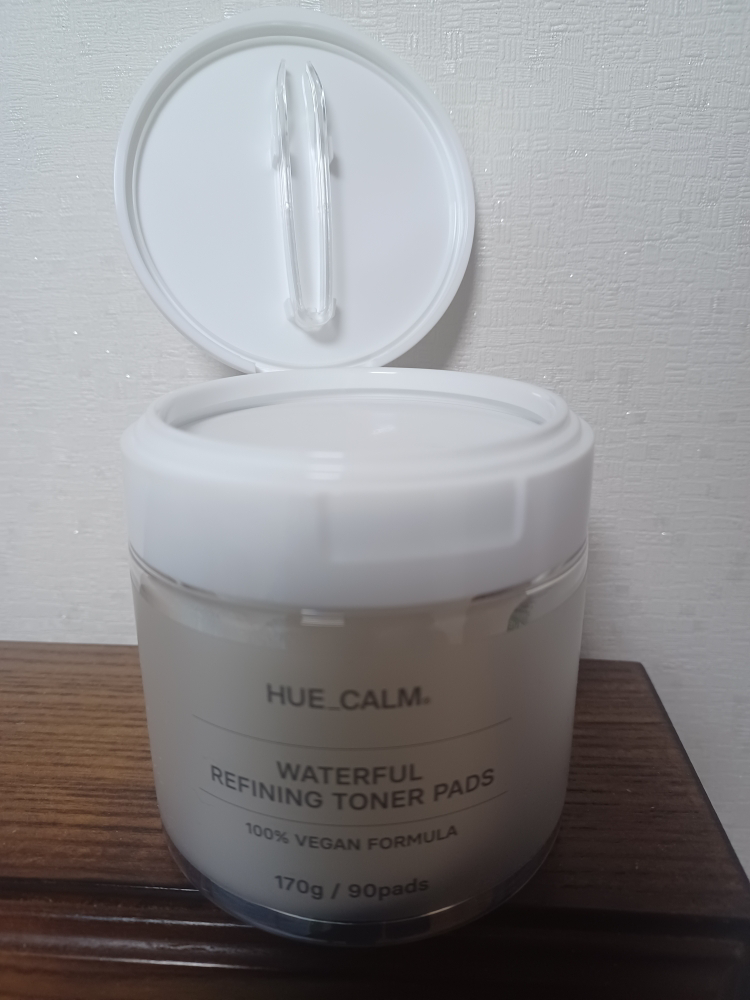 HUE_CALM®
WATERFUL
REFINING TONER PADS
100% VEGAN FORMULA
170g / 90pads